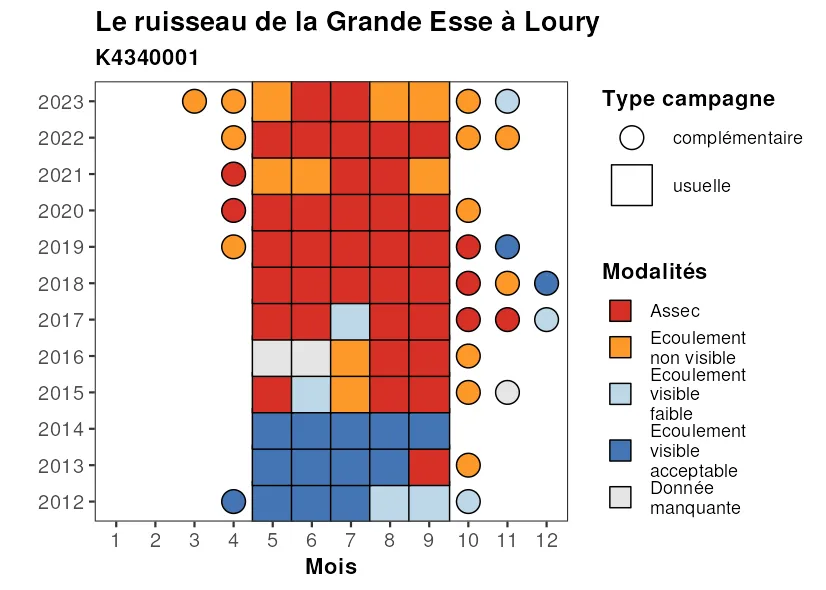 Le ruisseau de la Grande Esse à Loury
K4340001
2023
2022
2021
2020
2019
2018
2017
2016
2015
2014
2013
2012
1 2 3 4 5 6 7 8 9 10 11 12
Mois
Type campagne
complémentaire
usuelle
Modalités
Assec
Ecoulement
non visible
Ecoulement
visible
faible
Ecoulement
visible
acceptable
Donnée
manquante